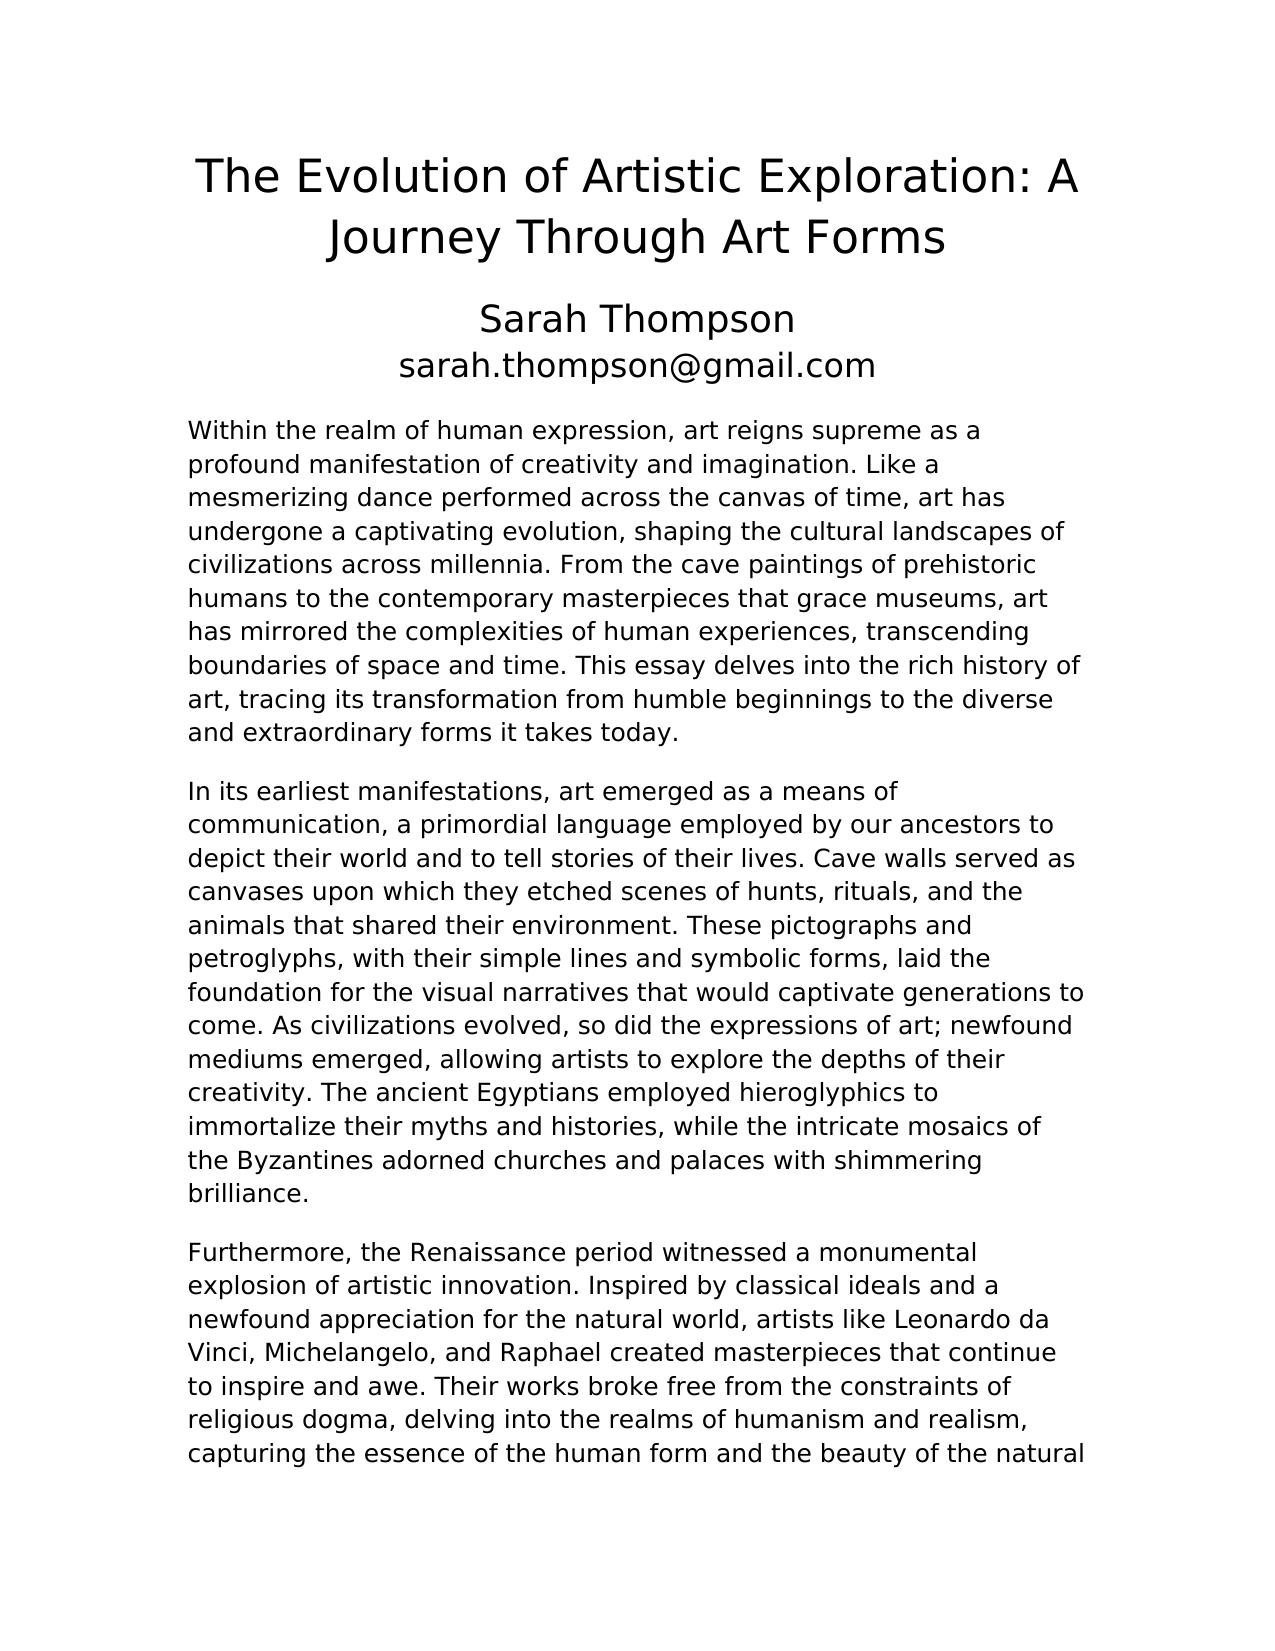 The Evolution of Artistic Exploration: A
Journey Through Art Forms
Sarah Thompson
sarah.thompson@gmail.com
Within the realm of human expression, art reigns supreme as a
profound manifestation of creativity and imagination. Like a
mesmerizing dance performed across the canvas of time, art has
undergone a captivating evolution, shaping the cultural landscapes of
civilizations across millennia. From the cave paintings of prehistoric
humans to the contemporary masterpieces that grace museums, art
has mirrored the complexities of human experiences, transcending
boundaries of space and time. This essay delves into the rich history of
art, tracing its transformation from humble beginnings to the diverse
and extraordinary forms it takes today.
In its earliest manifestations, art emerged as a means of
communication, a primordial language employed by our ancestors to
depict their world and to tell stories of their lives. Cave walls served as
canvases upon which they etched scenes of hunts, rituals, and the
animals that shared their environment. These pictographs and
petroglyphs, with their simple lines and symbolic forms, laid the
foundation for the visual narratives that would captivate generations to
come. As civilizations evolved, so did the expressions of art; newfound
mediums emerged, allowing artists to explore the depths of their
creativity. The ancient Egyptians employed hieroglyphics to
immortalize their myths and histories, while the intricate mosaics of
the Byzantines adorned churches and palaces with shimmering
brilliance.
Furthermore, the Renaissance period witnessed a monumental
explosion of artistic innovation. Inspired by classical ideals and a
newfound appreciation for the natural world, artists like Leonardo da
Vinci, Michelangelo, and Raphael created masterpieces that continue
to inspire and awe. Their works broke free from the constraints of
religious dogma, delving into the realms of humanism and realism,
capturing the essence of the human form and the beauty of the natural